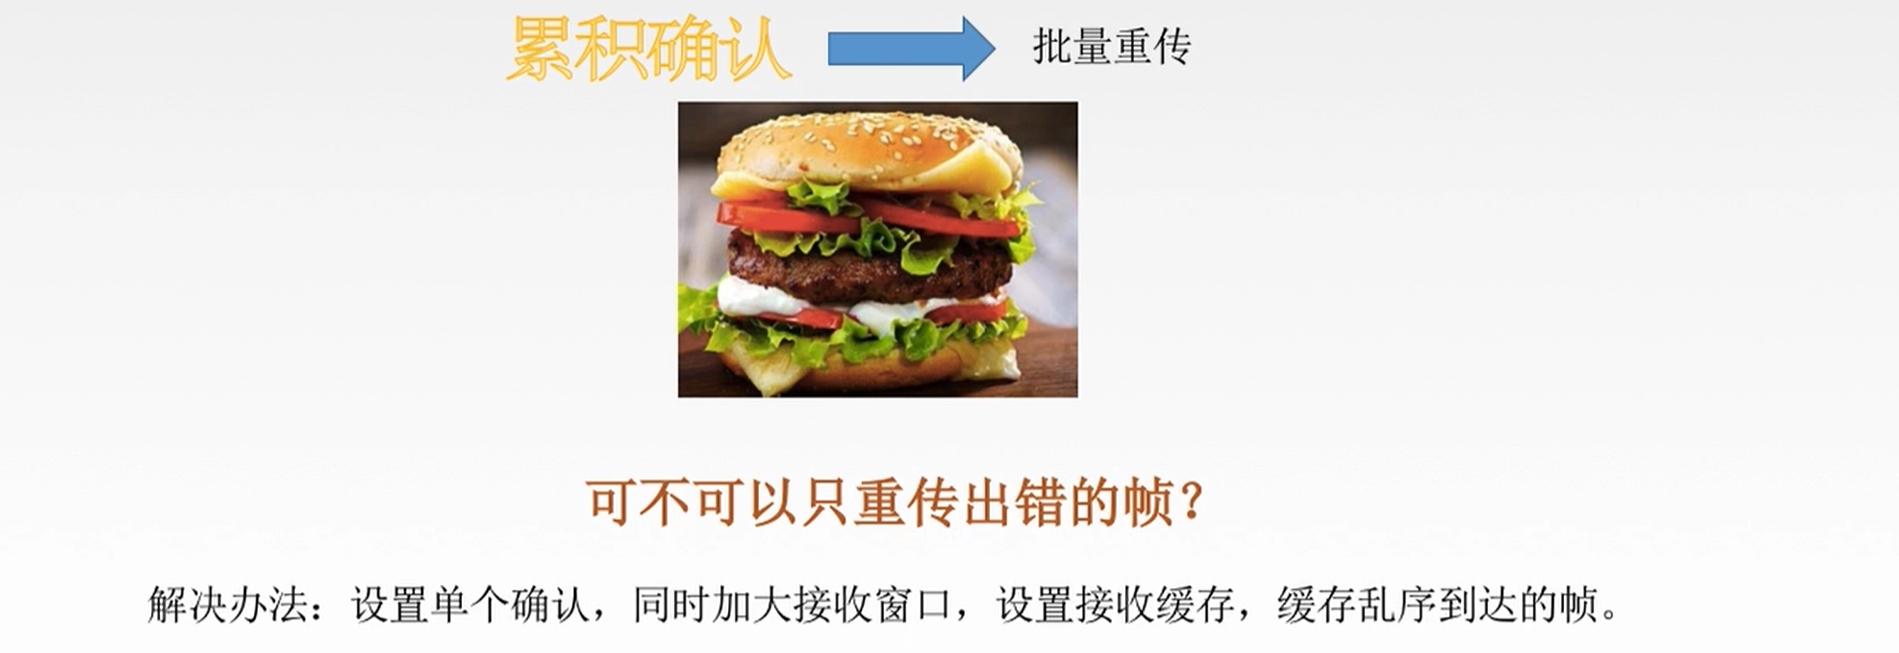 累积确认 批量重传
可不可以只重传出错的帧？
解决办法：设置单个确认，同时加大接收窗口，设置接收缓存，缓存乱序到达的帧。